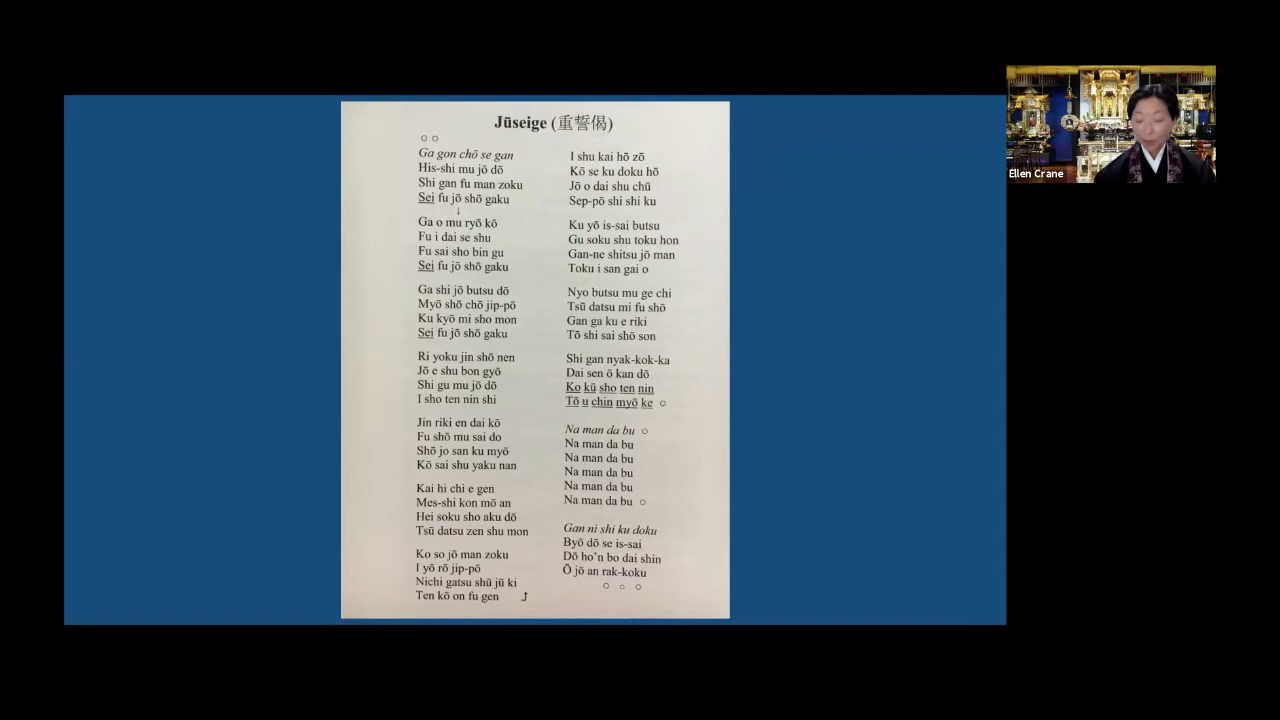 Jūseige (重誓偈)
○ ○
Ga gon chō se gan
His-shi mu jō dō
Shi gan fu man zoku
Sei fu jō shō gaku
↓
Ga o mu ryō kō
Fu i dai se shu
Fu sai sho bin gu
Sei fu jō shō gaku
Ga shi jō butsu dō
Myō shō chō jip-pō
Ku kyō mi sho mon
Sei fu jō shō gaku
Ri yoku jin shō nen
Jō e shu bon gyō
Shi gu mu jō dō
I sho ten nin shi
Jin riki en dai kō
Fu shō mu sai do
Shō jo san ku myō
Kō sai shu yaku nan
Kai hi chi e gen
Mes-shi kon mō an
Hei soku sho aku dō
Tsū datsu zen shu mon
Ko so jō man zoku
I yō rō jip-pō
Nichi gatsu shū jū ki
Ten kō on fu gen ⤴
I shu kai hō zō
Kō se ku doku hō
Jō o dai shu chū
Sep-pō shi shi ku
Ku yō is-sai butsu
Gu soku shu toku hon
Gan-ne shitsu jō man
Toku i san gai o
Nyo butsu mu ge chi
Tsū datsu mi fu shō
Gan ga ku e riki
Tō shi sai shō son
Shi gan nyak-kok-ka
Dai sen ō kan dō
Ko kū sho ten nin
Tō u chin myō ke ○
Na man da bu ○
Na man da bu
Na man da bu
Na man da bu
Na man da bu
Na man da bu ○
Gan ni shi ku doku
Byō dō se is-sai
Dō ho'n bo dai shin
Ō jō an rak-koku
○ ○ ○
Ellen Crane